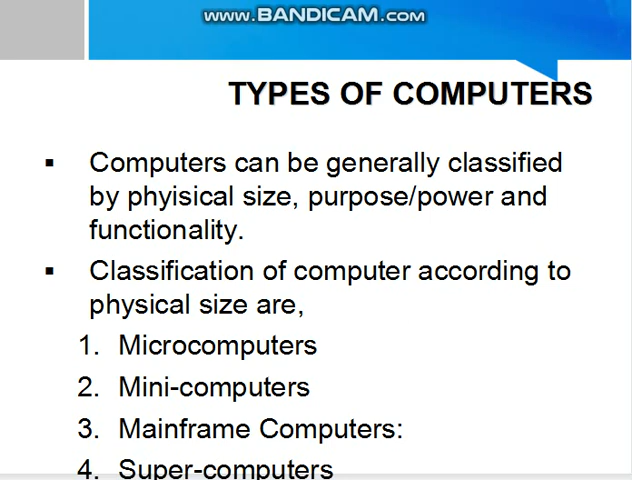 www.BANDICAM.com
TYPES OF COMPUTERS
▪ Computers can be generally classified
by phyisical size, purpose/power and
functionality.
▪ Classification of computer according to
physical size are,
1. Microcomputers
2. Mini-computers
3. Mainframe Computers:
4. Super-computers